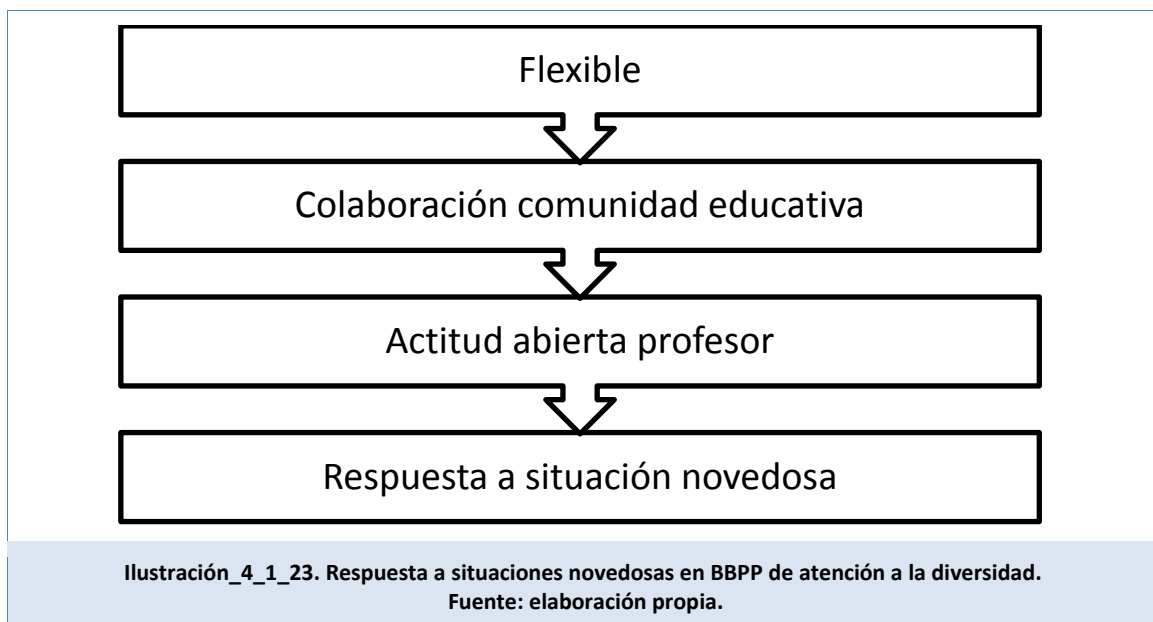 Flexible
Colaboración comunidad educativa
Actitud abierta profesor
Respuesta a situación novedosa
Ilustración_4_1_23. Respuesta a situaciones novedosas en BBPP de atención a la diversidad.
Fuente: elaboración propia.